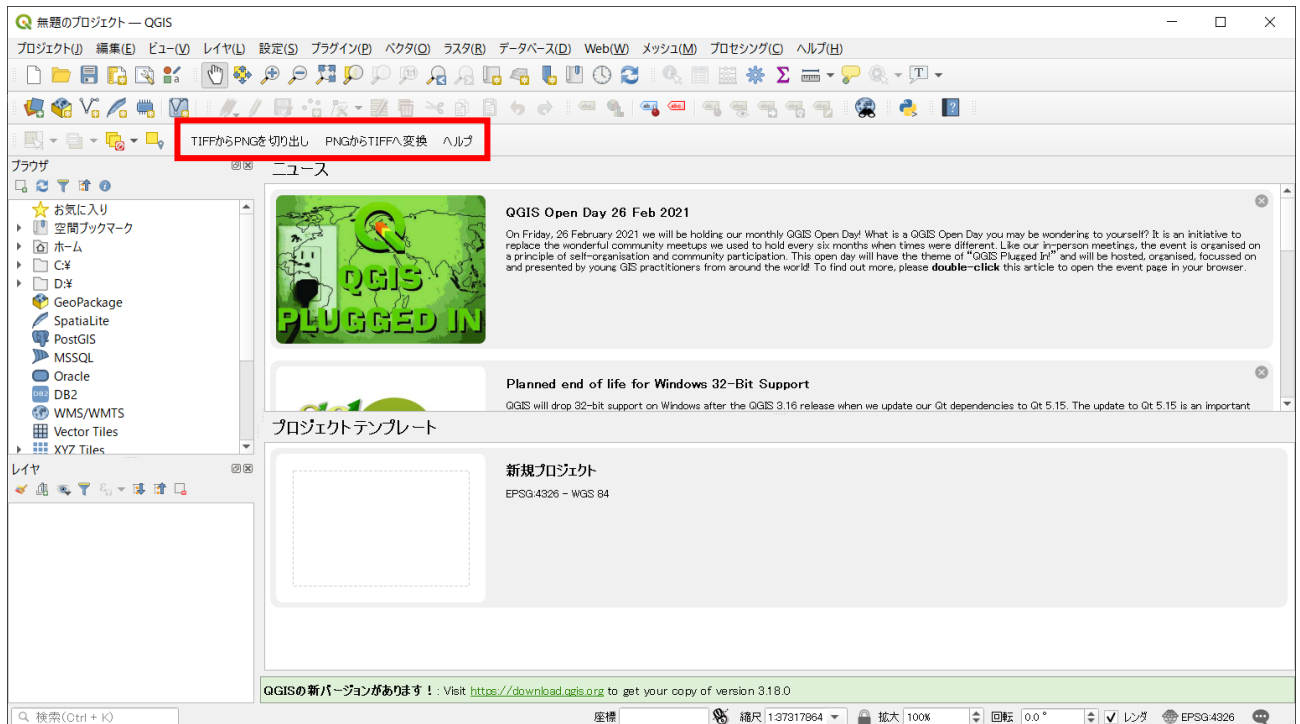 無題のプロジェクト — QGIS
プロジェクト(J) 編集(E) ビュー(V) レイヤ(L) 設定(S) プラグイン(P) ベクタ(O) ラスタ(R) データベース(D) Web(W) メッシュ(M) プロセシング(C) ヘルプ(H)
TIFFからPNGを切り出し PNGからTIFFへ変換 ヘルプ
ブラウザ
お気に入り
空間ブックマーク
ホーム
C:¥
D:¥
GeoPackage
SpatiaLite
PostGIS
MSSQL
Oracle
DB2
WMS/WMTS
Vector Tiles
XYZ Tiles
レイヤ
ニュース
QGIS
PLUGGED IN
QGIS Open Day 26 Feb 2021
On Friday, 26 February 2021 we will be holding our monthly QGIS Open Day! What is a QGIS Open Day you may be wondering to yourself? It is an initiative to
replace the wonderful community meetups we used to hold every six months when times were different. Like our in-person meetings, the event is organised on
a principle of self-organisation and community participation. This open day will have the theme of "QGIS Plugged In!" and will be hosted, organised, focussed on
and presented by young GIS practitioners from around the world! To find out more, please double-click this article to open the event page in your browser.
Planned end of life for Windows 32-Bit Support
QGIS will drop 32-bit support on Windows after the QGIS 3.16 release when we update our Qt dependencies to Qt 5.15. The update to Qt 5.15 is an important
プロジェクトテンプレート
新規プロジェクト
EPSG:4326 - WGS 84
QGISの新バージョンがあります！: Visit https://download.qgis.org to get your copy of version 3.18.0
検索(Ctrl + K) 座標 縮尺 1:37317864 拡大 100% 回転 0.0 ° レンダ EPSG:4326